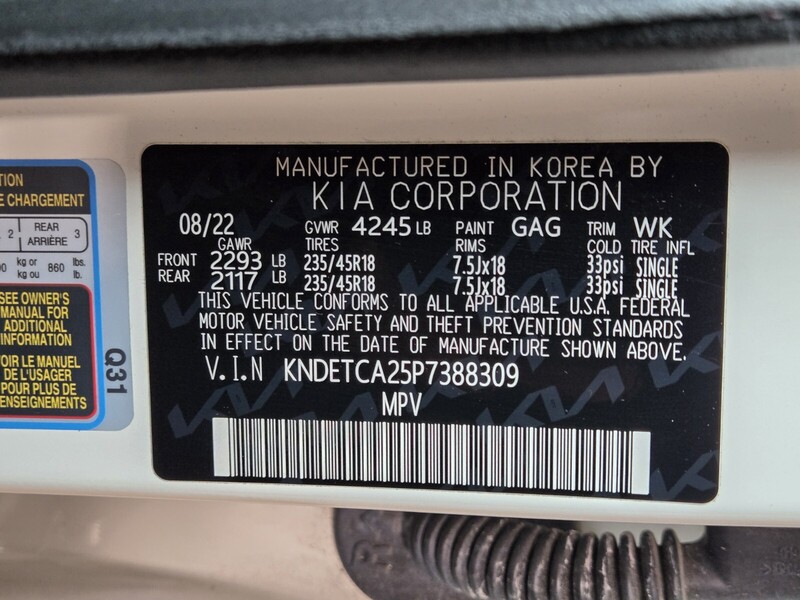 TION
E CHARGEMENT
2 REAR ARRIÈRE 3
kg or kg ou 860 lbs. lb.
SEE OWNER'S
MANUAL FOR
ADDITIONAL
INFORMATION
VOIR LE MANUEL
DE L'USAGER
POUR PLUS DE
RENSEIGNEMENTS
Q31
MANUFACTURED IN KOREA BY
KIA CORPORATION
08/22 GVWR 4245 LB PAINT GAG TRIM WK
GAWR TIRES RIMS COLD TIRE INFL
FRONT 2293 LB 235/45R18 7.5Jx18 33psi SINGLE
REAR 2117 LB 235/45R18 7.5Jx18 33psi SINGLE
THIS VEHICLE CONFORMS TO ALL APPLICABLE U.S.A. FEDERAL
MOTOR VEHICLE SAFETY AND THEFT PREVENTION STANDARDS
IN EFFECT ON THE DATE OF MANUFACTURE SHOWN ABOVE.
V.I.N KNDETCA25P7388309
MPV